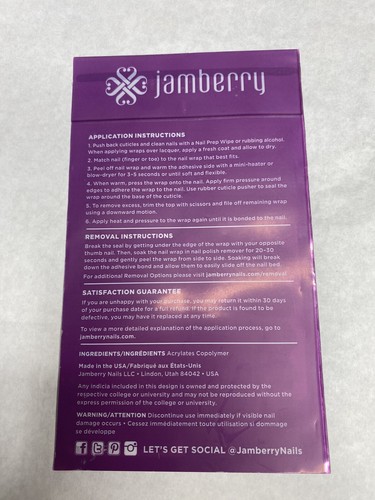 jamberry
APPLICATION INSTRUCTIONS
1. Push back cuticles and clean nails with a Nail Prep Wipe or rubbing alcohol.
When applying wraps over lacquer, apply a fresh coat and allow to dry.
2. Match nail (finger or toe) to the nail wrap that best fits.
3. Peel off nail wrap and warm the adhesive side with a mini-heater or
blow-dryer for 3-5 seconds or until soft and flexible.
4. When warm, press the wrap onto the nail. Apply firm pressure around
edges to adhere the wrap to the nail. Use rubber cuticle pusher to seal the
wrap around the base of the cuticle.
5. To remove excess, trim the top with scissors and file off remaining wrap
using a downward motion.
6. Apply heat and pressure to the wrap again until it is bonded to the nail.
REMOVAL INSTRUCTIONS
Break the seal by getting under the edge of the wrap with your opposite
thumb nail. Then, soak the nail wrap in nail polish remover for 20-30
seconds and gently peel the wrap from side to side. Soaking will break
down the adhesive bond and allow them to easily slide off the nail bed.
For additional Removal Options please visit jamberrynails.com/removal
SATISFACTION GUARANTEE
If you are unhappy with your purchase, you may return it within 30 days
of your purchase date for a full refund. If the product is found to be
defective, you may have it replaced at any time.
To view a more detailed explanation of the application process, go to
jamberrynails.com.
INGREDIENTS/INGRÉDIENTS Acrylates Copolymer
Made in the USA/Fabriqué aux États-Unis
Jamberry Nails LLC • Lindon, Utah 84042 • USA
Any indicia included in this design is owned and protected by the
respective college or university and may not be reproduced without the
express permission of the college or university.
WARNING/ATTENTION Discontinue use immediately if visible nail
damage occurs • Cessez immédiatement toute utilisation si dommage
se développe
LET'S GET SOCIAL @JamberryNails